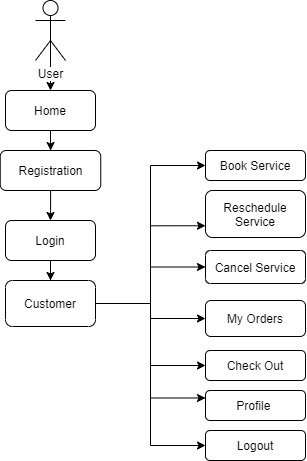 User
Home
Registration
Login
Customer
Book Service
Reschedule
Service
Cancel Service
My Orders
Check Out
Profile
Logout